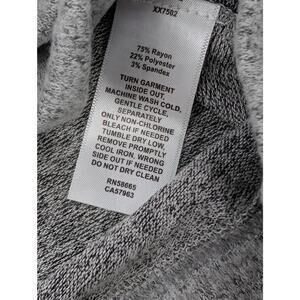 XX7502
75% Rayon
22% Polyester
3% Spandex
TURN GARMENT
INSIDE OUT,
MACHINE WASH COLD,
GENTLE CYCLE,
SEPARATELY
ONLY NON-CHLORINE
BLEACH IF NEEDED
TUMBLE DRY LOW,
REMOVE PROMPTLY
COOL IRON, WRONG
SIDE OUT IF NEEDED
DO NOT DRY CLEAN
RN58665
CA57963